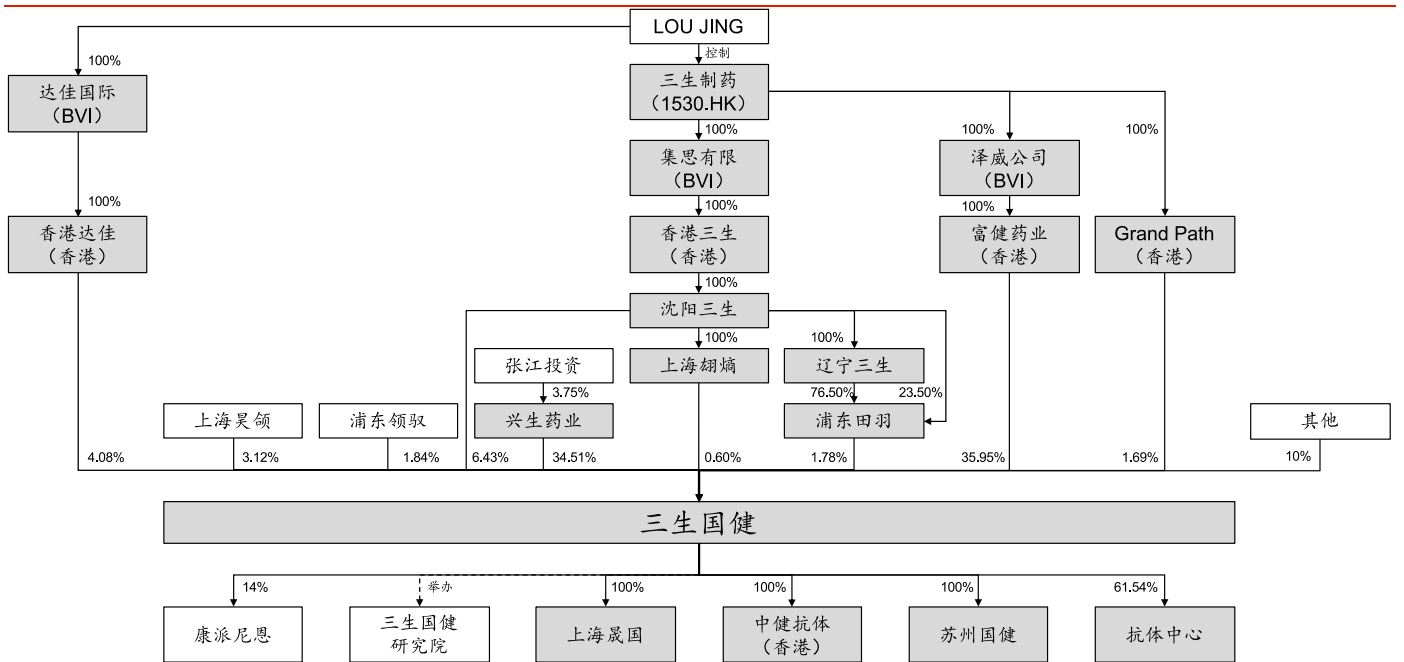 LOU JING
100%
控制
达佳国际
（BVI）
三生制药
（1530.HK）
100%
100%
100%
集思有限
（BVI）
泽威公司
（BVI）
100%
100%
100%
香港达佳
（香港）
香港三生
（香港）
富健药业
（香港）
Grand Path
（香港）
100%
沈阳三生
100%
100%
张江投资
上海翃熵
辽宁三生
3.75%
76.50%
23.50%
上海昊颌
浦东领驭
兴生药业
浦东田羽
其他
4.08%
3.12%
1.84%
6.43%
34.51%
0.60%
1.78%
35.95%
1.69%
10%
三生国健
14%
举办
100%
100%
100%
61.54%
康派尼恩
三生国健
研究院
上海晟国
中健抗体
（香港）
苏州国健
抗体中心